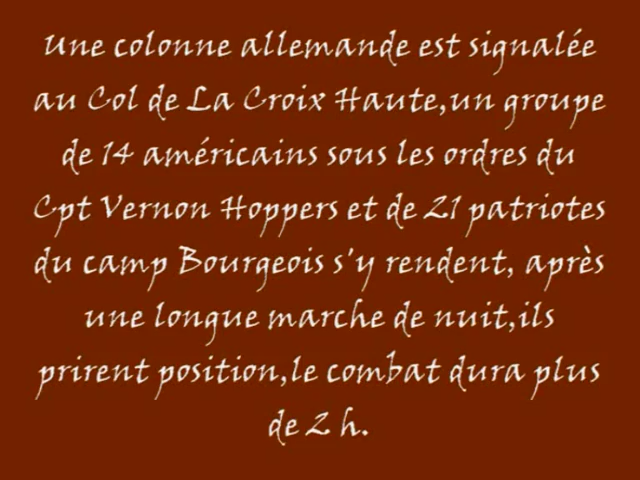 Une colonne allemande est signalée
au Col de La Croix Haute,un groupe
de 14 américains sous les ordres du
Cpt Vernon Hoppers et de 21 patriotes
du camp Bourgeois s'y rendent, après
une longue marche de nuit,ils
prirent position,le combat dura plus
de 2 h.